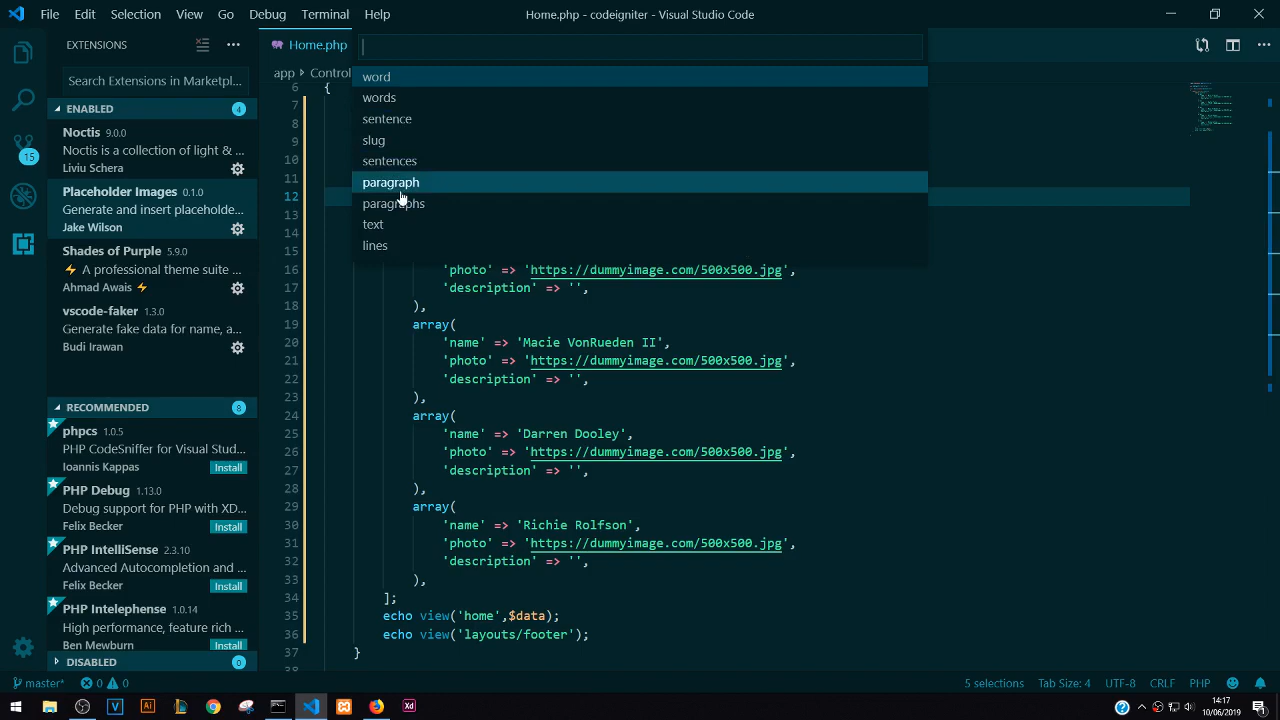 File Edit Selection View Go Debug Terminal Help
Home.php - codeigniter - Visual Studio Code
EXTENSIONS
Search Extensions in Marketpl...
ENABLED 4
Noctis 9.0.0
Noctis is a collection of light & ...
Liviu Schera
Placeholder Images 0.1.0
Generate and insert placeholde...
Jake Wilson
Shades of Purple 5.9.0
⚡ A professional theme suite ...
Ahmad Awais ⚡
vscode-faker 1.3.0
Generate fake data for name, a...
Budi Irawan
RECOMMENDED 8
phpcs 1.0.5
PHP CodeSniffer for Visual Stud...
Ioannis Kappas Install
PHP Debug 1.13.0
Debug support for PHP with XD...
Felix Becker Install
PHP IntelliSense 2.3.10
Advanced Autocompletion and ...
Felix Becker Install
PHP Intelephense 1.0.14
High performance, feature rich ...
Ben Mewburn Install
DISABLED 0
15
Home.php
app Control
word
words
sentence
slug
sentences
paragraph
paragraphs
text
lines
6 {
7
8
9
10
11
12
13
14
15
16 'photo' => 'https://dummyimage.com/500x500.jpg',
17 'description' => '',
18 ),
19 array(
20 'name' => 'Macie VonRueden II',
21 'photo' => 'https://dummyimage.com/500x500.jpg',
22 'description' => '',
23 ),
24 array(
25 'name' => 'Darren Dooley',
26 'photo' => 'https://dummyimage.com/500x500.jpg',
27 'description' => '',
28 ),
29 array(
30 'name' => 'Richie Rolfson',
31 'photo' => 'https://dummyimage.com/500x500.jpg',
32 'description' => '',
33 ),
34 ];
35 echo view('home',$data);
36 echo view('layouts/footer');
37 }
38
master* 0 0 5 selections Tab Size: 4 UTF-8 CRLF PHP
14:17
10/06/2019